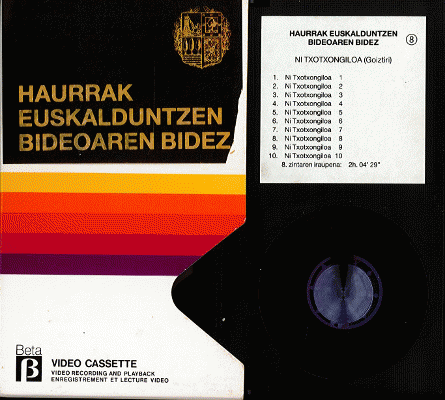 HAURRAK
EUSKALDUNTZEN
BIDEOAREN BIDEZ
Beta
β
VIDEO CASSETTE
VIDEO RECORDING AND PLAYBACK
ENREGISTREMENT ET LECTURE VIDEO
HAURRAK EUSKALDUNTZEN
BIDEOAREN BIDEZ
8
NI TXOTXONGILOA (Goiztiri)
1. Ni Txotxongiloa 1
2. Ni Txotxongiloa 2
3. Ni Txotxongiloa 3
4. Ni Txotxongiloa 4
5. Ni Txotxongiloa 5
6. Ni Txotxongiloa 6
7. Ni Txotxongiloa 7
8. Ni Txotxongiloa 8
9. Ni Txotxongiloa 9
10. Ni Txotxongiloa 10
8. zintaren iraupena: 2h. 04' 29"